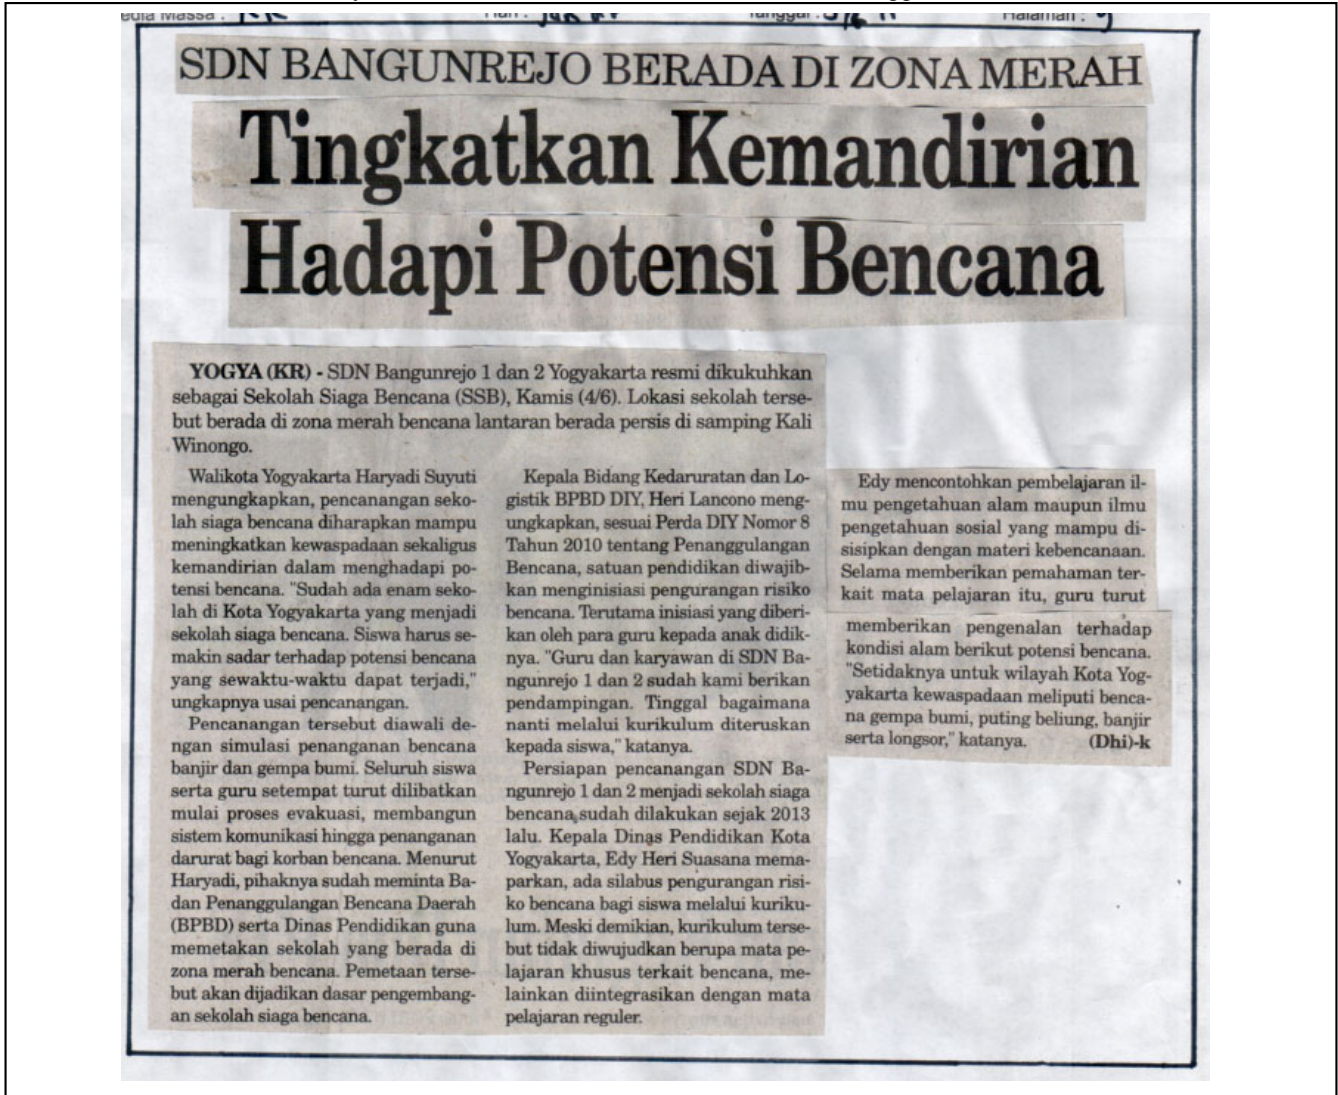 edia Massa : KR Hari : Tanggal : 5/6 Halaman : 9
SDN BANGUNREJO BERADA DI ZONA MERAH
Tingkatkan Kemandirian
Hadapi Potensi Bencana
YOGYA (KR) - SDN Bangunrejo 1 dan 2 Yogyakarta resmi dikukuhkan
sebagai Sekolah Siaga Bencana (SSB), Kamis (4/6). Lokasi sekolah terse-
but berada di zona merah bencana lantaran berada persis di samping Kali
Winongo.
Walikota Yogyakarta Haryadi Suyuti
mengungkapkan, pencanangan seko-
lah siaga bencana diharapkan mampu
meningkatkan kewaspadaan sekaligus
kemandirian dalam menghadapi po-
tensi bencana. "Sudah ada enam seko-
lah di Kota Yogyakarta yang menjadi
sekolah siaga bencana. Siswa harus se-
makin sadar terhadap potensi bencana
yang sewaktu-waktu dapat terjadi,"
ungkapnya usai pencanangan.
Pencanangan tersebut diawali de-
ngan simulasi penanganan bencana
banjir dan gempa bumi. Seluruh siswa
serta guru setempat turut dilibatkan
mulai proses evakuasi, membangun
sistem komunikasi hingga penanganan
darurat bagi korban bencana. Menurut
Haryadi, pihaknya sudah meminta Ba-
dan Penanggulangan Bencana Daerah
(BPBD) serta Dinas Pendidikan guna
memetakan sekolah yang berada di
zona merah bencana. Pemetaan terse-
but akan dijadikan dasar pengembang-
an sekolah siaga bencana.
Kepala Bidang Kedaruratan dan Lo-
gistik BPBD DIY, Heri Lancono meng-
ungkapkan, sesuai Perda DIY Nomor 8
Tahun 2010 tentang Penanggulangan
Bencana, satuan pendidikan diwajib-
kan menginisiasi pengurangan risiko
bencana. Terutama inisiasi yang diberi-
kan oleh para guru kepada anak didik-
nya. "Guru dan karyawan di SDN Ba-
ngunrejo 1 dan 2 sudah kami berikan
pendampingan. Tinggal bagaimana
nanti melalui kurikulum diteruskan
kepada siswa," katanya.
Persiapan pencanangan SDN Ba-
ngunrejo 1 dan 2 menjadi sekolah siaga
bencana sudah dilakukan sejak 2013
lalu. Kepala Dinas Pendidikan Kota
Yogyakarta, Edy Heri Suasana mema-
parkan, ada silabus pengurangan risi-
ko bencana bagi siswa melalui kuriku-
lum. Meski demikian, kurikulum terse-
but tidak diwujudkan berupa mata pe-
lajaran khusus terkait bencana, me-
lainkan diintegrasikan dengan mata
pelajaran reguler.
Edy mencontohkan pembelajaran il-
mu pengetahuan alam maupun ilmu
pengetahuan sosial yang mampu di-
sisipkan dengan materi kebencanaan.
Selama memberikan pemahaman ter-
kait mata pelajaran itu, guru turut
memberikan pengenalan terhadap
kondisi alam berikut potensi bencana.
"Setidaknya untuk wilayah Kota Yog-
yakarta kewaspadaan meliputi benca-
na gempa bumi, puting beliung, banjir
serta longsor," katanya. (Dhi)-k